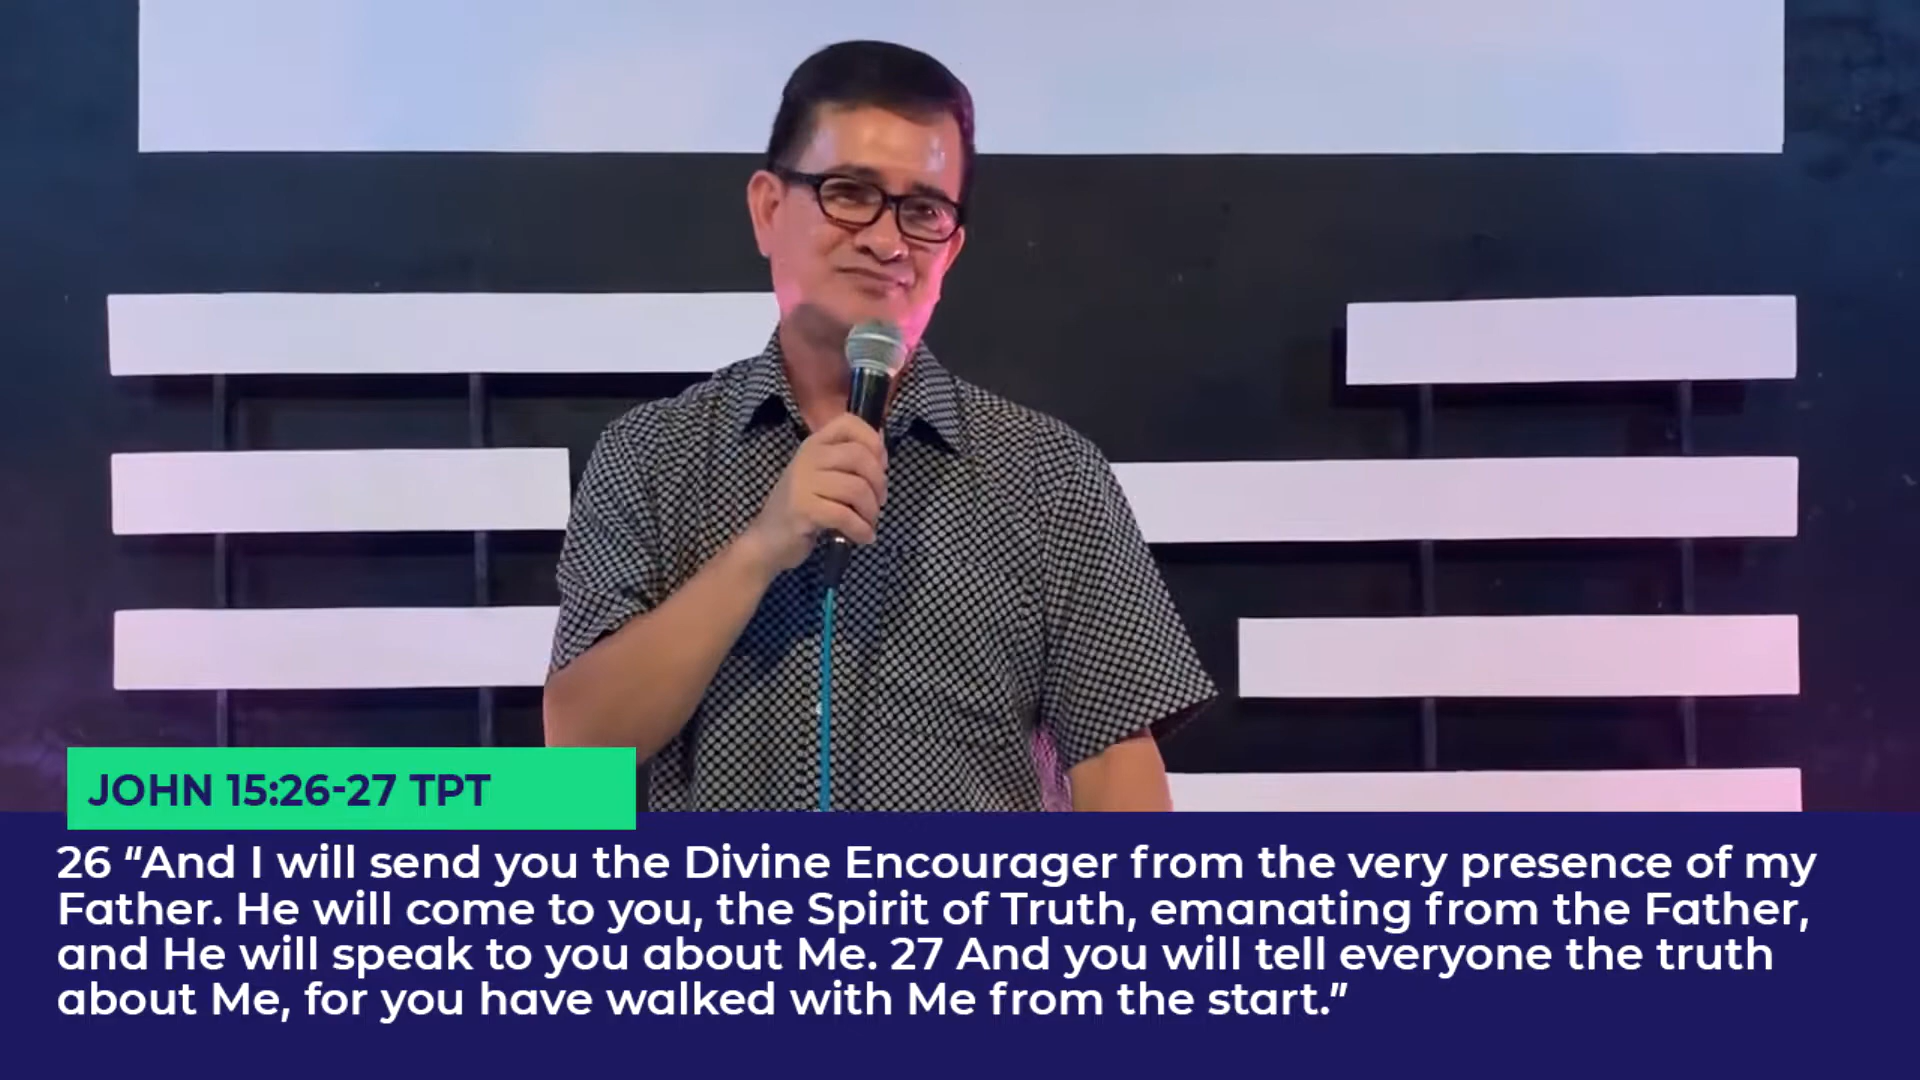 JOHN 15:26-27 TPT
26 “And I will send you the Divine Encourager from the very presence of my
Father. He will come to you, the Spirit of Truth, emanating from the Father,
and He will speak to you about Me. 27 And you will tell everyone the truth
about Me, for you have walked with Me from the start.”